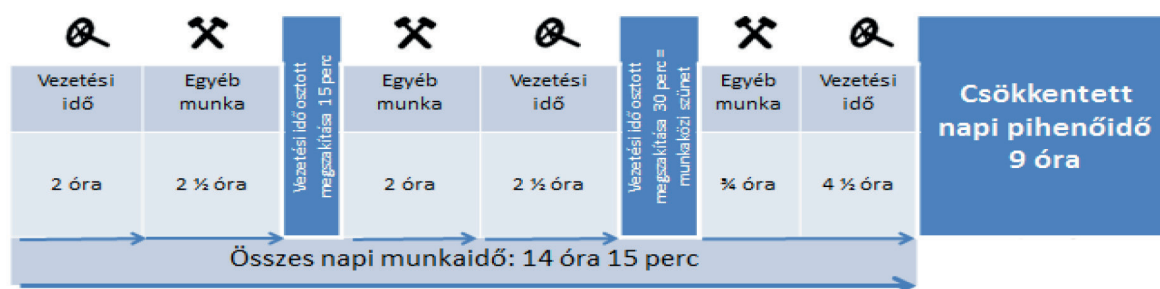 Vezetési
idő
Egyéb
munka
Vezetési idő osztott
megszakítása 15 perc
Egyéb
munka
Vezetési
idő
Vezetési idő osztott
megszakítása 30 perc =
munkaközi szünet
Egyéb
munka
Vezetési
idő
Csökkentett
napi pihenőidő
9 óra
2 óra
2 ½ óra
2 óra
2 ½ óra
¾ óra
4 ½ óra
Összes napi munkaidő: 14 óra 15 perc